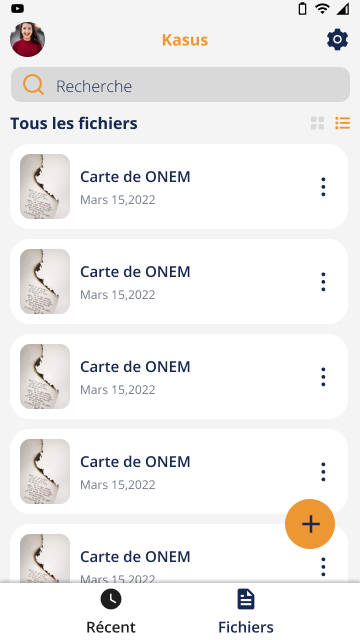 Kasus
Recherche
Tous les fichiers
Carte de ONEM
Mars 15,2022
Carte de ONEM
Mars 15,2022
Carte de ONEM
Mars 15,2022
Carte de ONEM
Mars 15,2022
Carte de ONEM
Mars 15,2022
Récent
Fichiers